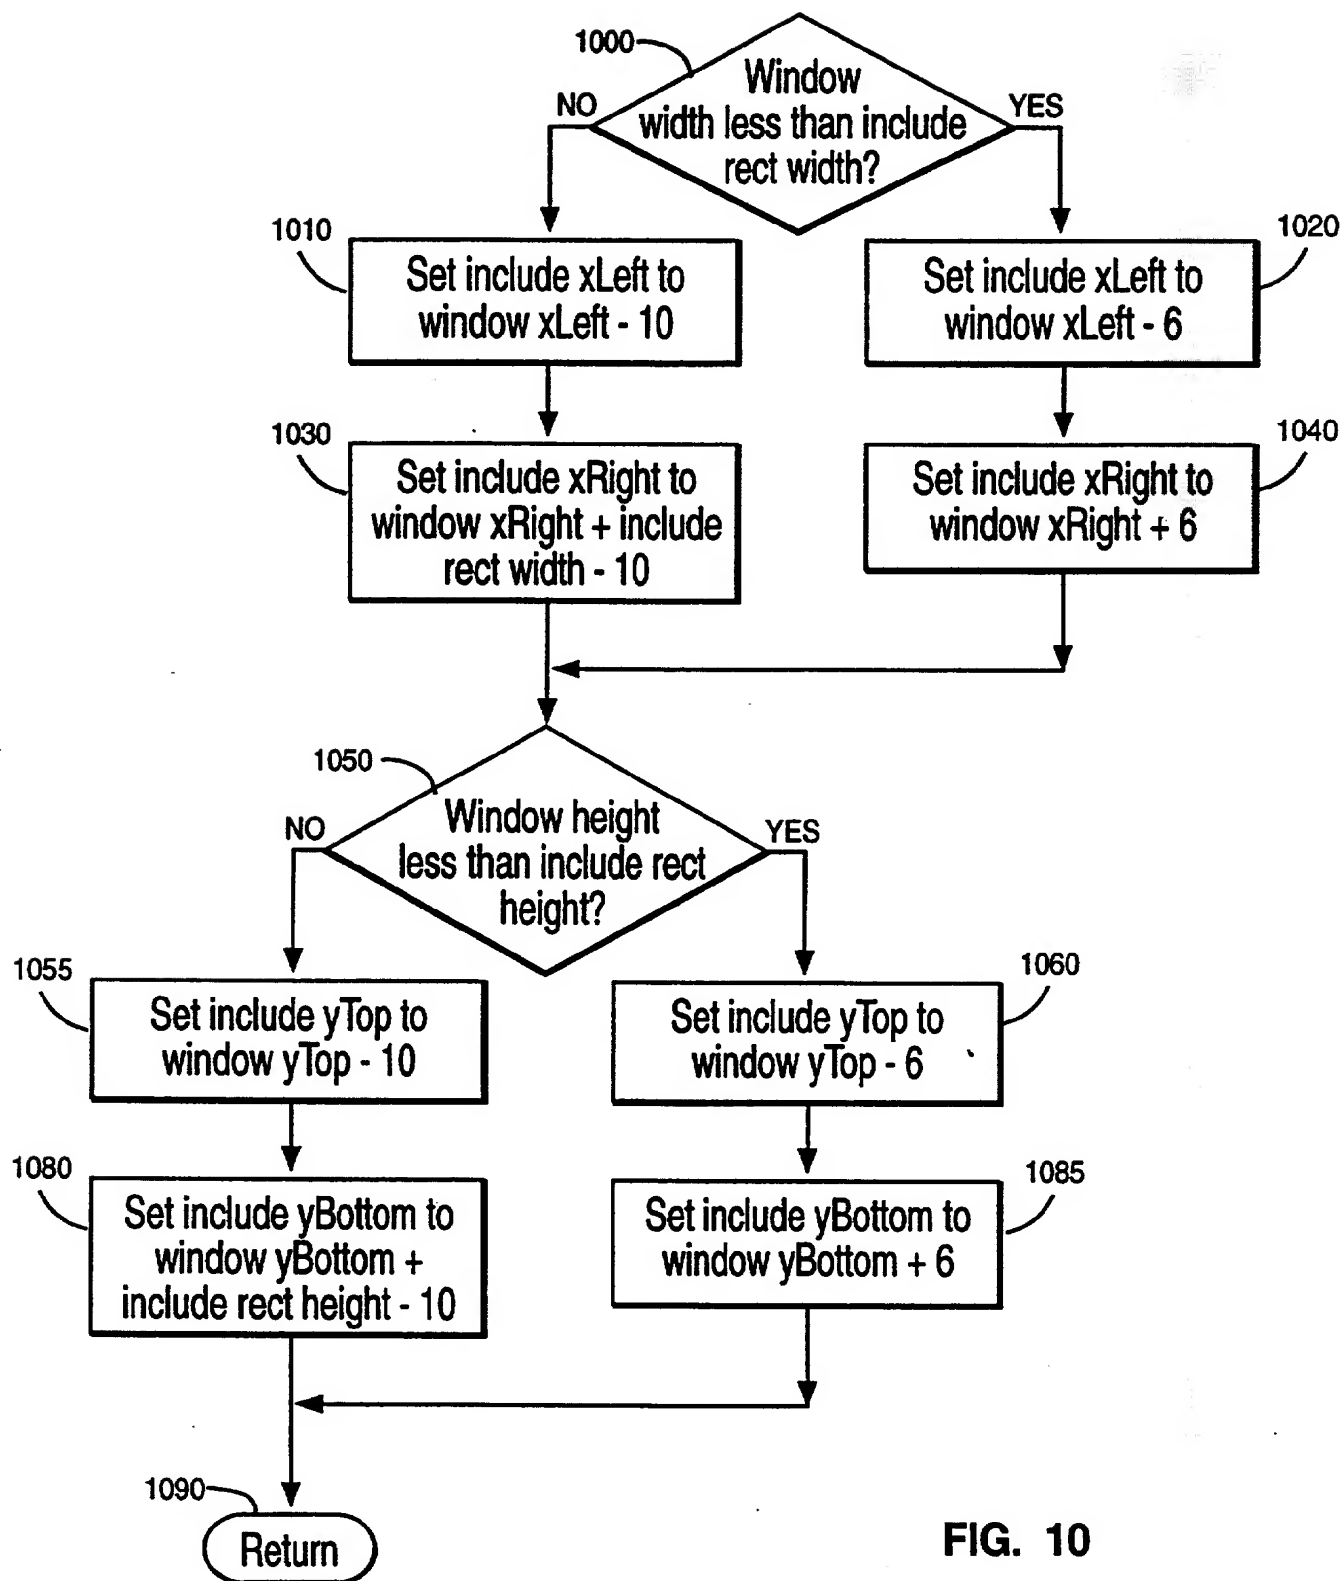 1000
Window
width less than include
rect width?
NO
YES
1010
Set include xLeft to
window xLeft - 10
1020
Set include xLeft to
window xLeft - 6
1030
Set include xRight to
window xRight + include
rect width - 10
1040
Set include xRight to
window xRight + 6
1050
Window height
less than include rect
height?
NO
YES
1055
Set include yTop to
window yTop - 10
1060
Set include yTop to
window yTop - 6
1080
Set include yBottom to
window yBottom +
include rect height - 10
1085
Set include yBottom to
window yBottom + 6
1090
Return
FIG. 10